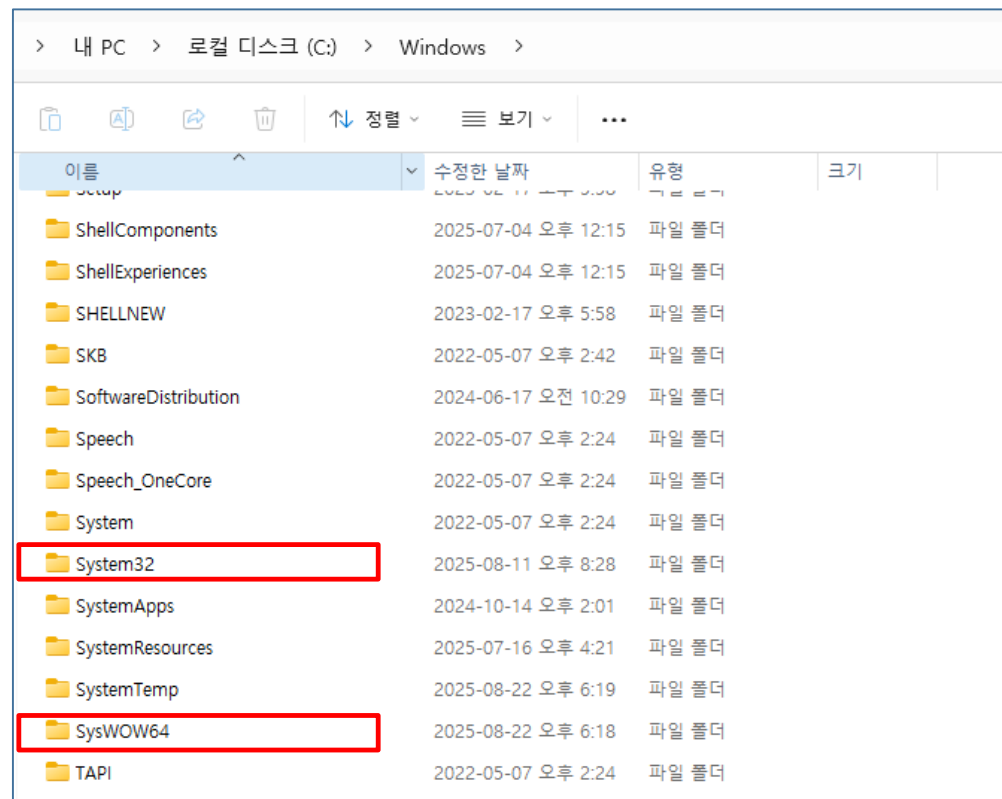 > 내 PC > 로컬 디스크 (C:) > Windows >
정렬 보기 ...
이름 수정한 날짜 유형 크기
Setup
ShellComponents 2025-07-04 오후 12:15 파일 폴더
ShellExperiences 2025-07-04 오후 12:15 파일 폴더
SHELLNEW 2023-02-17 오후 5:58 파일 폴더
SKB 2022-05-07 오후 2:42 파일 폴더
SoftwareDistribution 2024-06-17 오전 10:29 파일 폴더
Speech 2022-05-07 오후 2:24 파일 폴더
Speech_OneCore 2022-05-07 오후 2:24 파일 폴더
System 2022-05-07 오후 2:24 파일 폴더
System32 2025-08-11 오후 8:28 파일 폴더
SystemApps 2024-10-14 오후 2:01 파일 폴더
SystemResources 2025-07-16 오후 4:21 파일 폴더
SystemTemp 2025-08-22 오후 6:19 파일 폴더
SysWOW64 2025-08-22 오후 6:18 파일 폴더
TAPI 2022-05-07 오후 2:24 파일 폴더